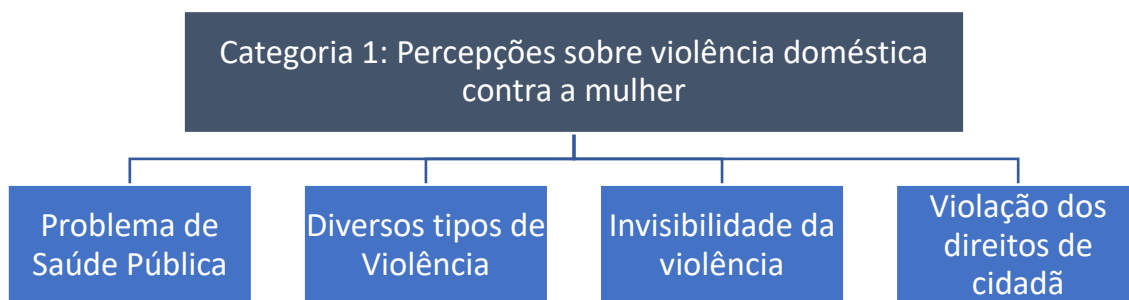 Categoria 1: Percepções sobre violência doméstica
contra a mulher
Problema de
Saúde Pública
Diversos tipos de
Violência
Invisibilidade da
violência
Violação dos
direitos de
cidadã